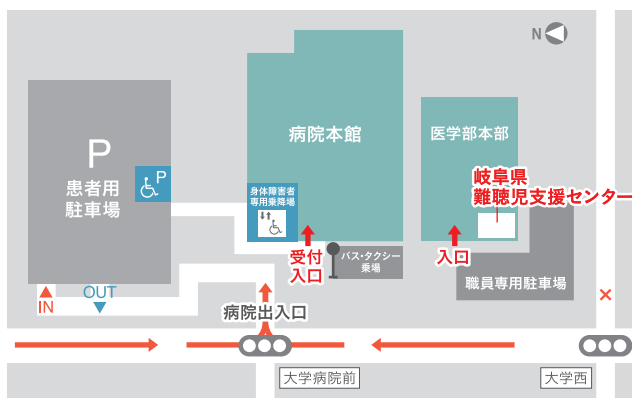 N
病院本館
医学部本部
P
患者用
駐車場
P
身体障害者
専用乗降場
岐阜県
難聴児支援センター
受付
入口
バス・タクシー
乗場
入口
職員専用駐車場
IN
OUT
病院出入口
大学病院前
大学西